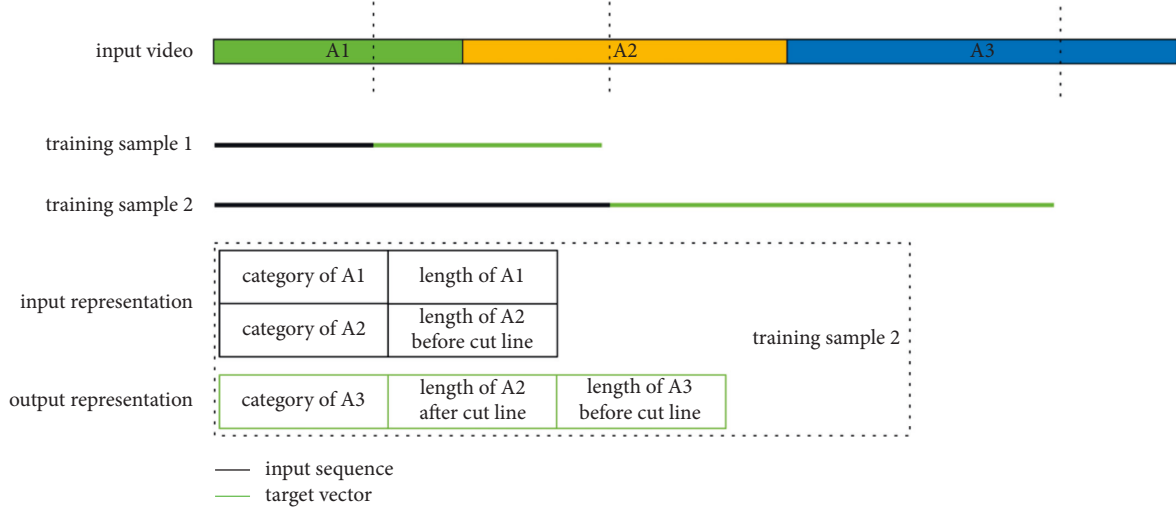 input video
A1
A2
A3
training sample 1
training sample 2
input representation
category of A1
length of A1
category of A2
length of A2
before cut line
training sample 2
output representation
category of A3
length of A2
after cut line
length of A3
before cut line
input sequence
target vector